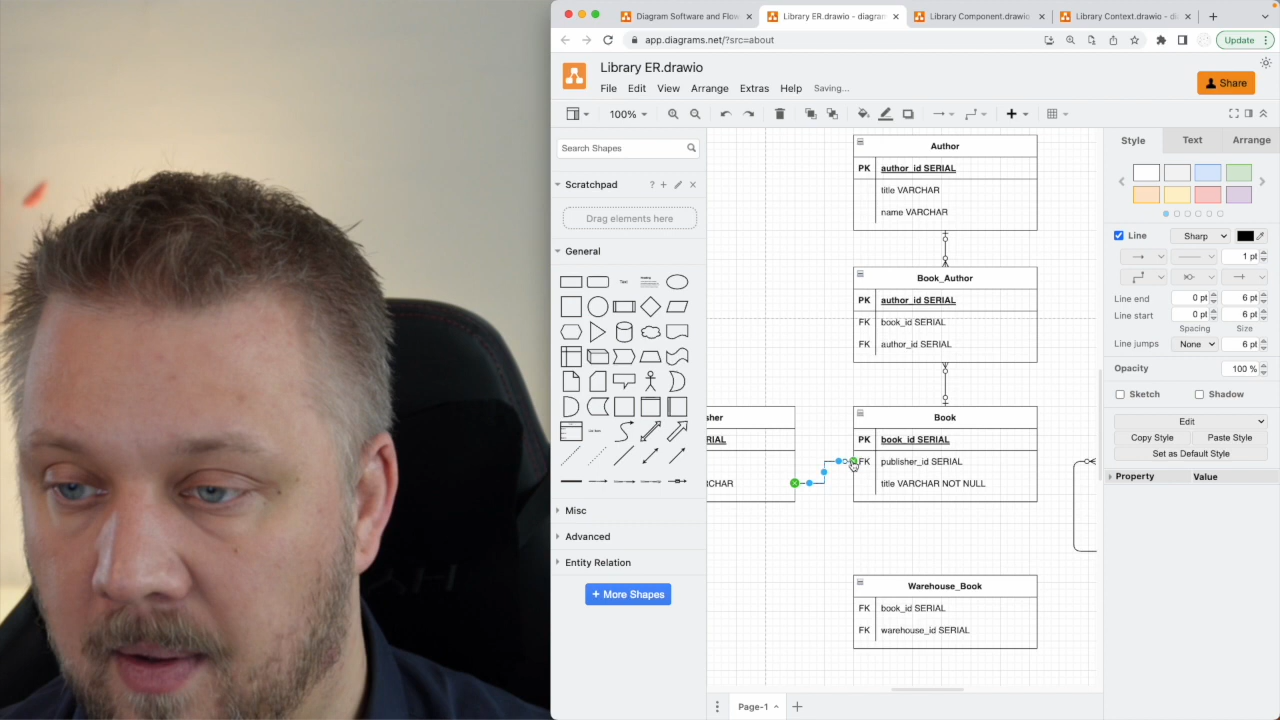 Diagram Software and Flow
Library ER.drawio - diagram
Library Component.drawio
Library Context.drawio - di
app.diagrams.net/?src=about
Update
Library ER.drawio
File Edit View Arrange Extras Help Saving...
Share
100%
Search Shapes
Scratchpad
Drag elements here
General
Text
Heading
List Item
Misc
Advanced
Entity Relation
+ More Shapes
Author
PK author_id SERIAL
title VARCHAR
name VARCHAR
Book_Author
author_id SERIAL
FK book_id SERIAL
FK author_id SERIAL
sher
RIAL
RCHAR
Book
PK book_id SERIAL
FK publisher_id SERIAL
title VARCHAR NOT NULL
Warehouse_Book
FK book_id SERIAL
FK warehouse_id SERIAL
Style Text Arrange
Line Sharp
1 pt
Line end 0 pt 6 pt
Line start 0 pt 6 pt
Spacing Size
Line jumps None 6 pt
Opacity 100 %
Sketch Shadow
Edit
Copy Style Paste Style
Set as Default Style
Property Value
Page-1